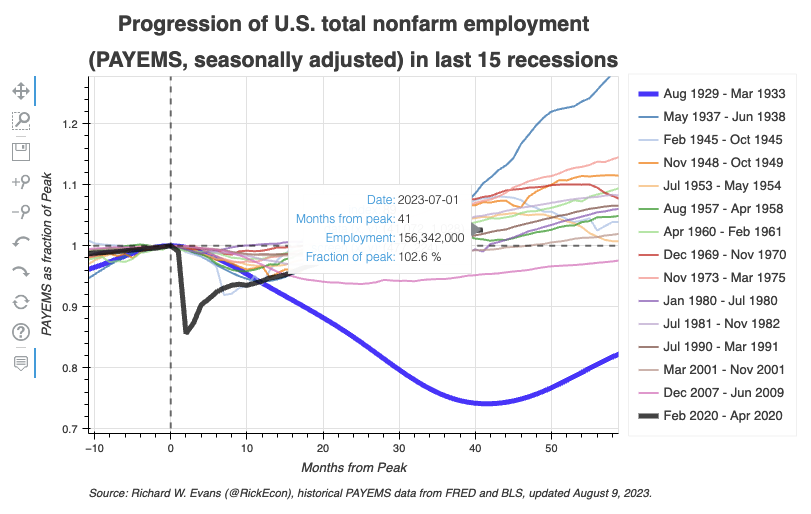 Progression of U.S. total nonfarm employment
(PAYEMS, seasonally adjusted) in last 15 recessions
PAYEMS as fraction of Peak
1.2
1.1
1
0.9
0.8
0.7
Date: 2023-07-01
Months from peak: 41
Employment: 156,342,000
Fraction of peak: 102.6 %
−10
0
10
20
30
40
50
Months from Peak
Aug 1929 - Mar 1933
May 1937 - Jun 1938
Feb 1945 - Oct 1945
Nov 1948 - Oct 1949
Jul 1953 - May 1954
Aug 1957 - Apr 1958
Apr 1960 - Feb 1961
Dec 1969 - Nov 1970
Nov 1973 - Mar 1975
Jan 1980 - Jul 1980
Jul 1981 - Nov 1982
Jul 1990 - Mar 1991
Mar 2001 - Nov 2001
Dec 2007 - Jun 2009
Feb 2020 - Apr 2020
Source: Richard W. Evans (@RickEcon), historical PAYEMS data from FRED and BLS, updated August 9, 2023.